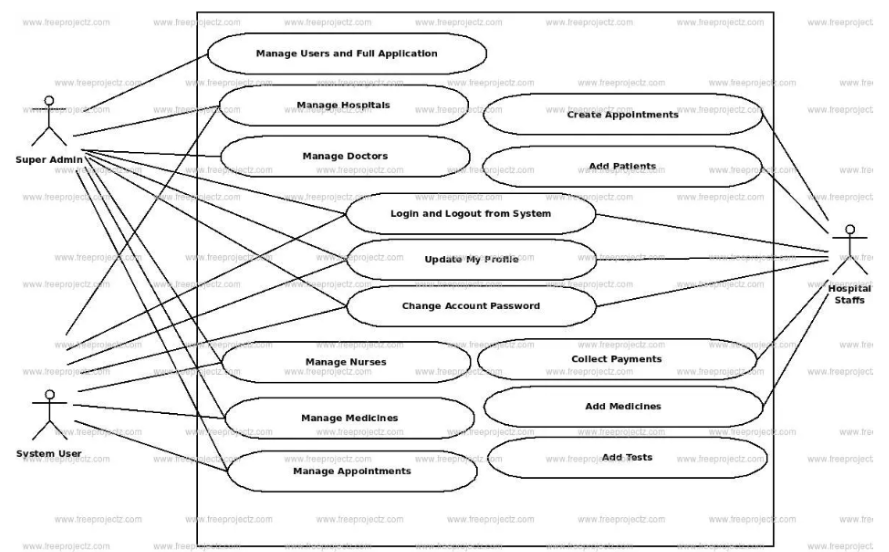 Manage Users and Full Application
Manage Hospitals
Create Appointments
Super Admin
Manage Doctors
Add Patients
Login and Logout from System
Update My Profile
Hospital
Staffs
Change Account Password
Manage Nurses
Collect Payments
Add Medicines
Manage Medicines
System User
Add Tests
Manage Appointments
www.freeprojectz.com